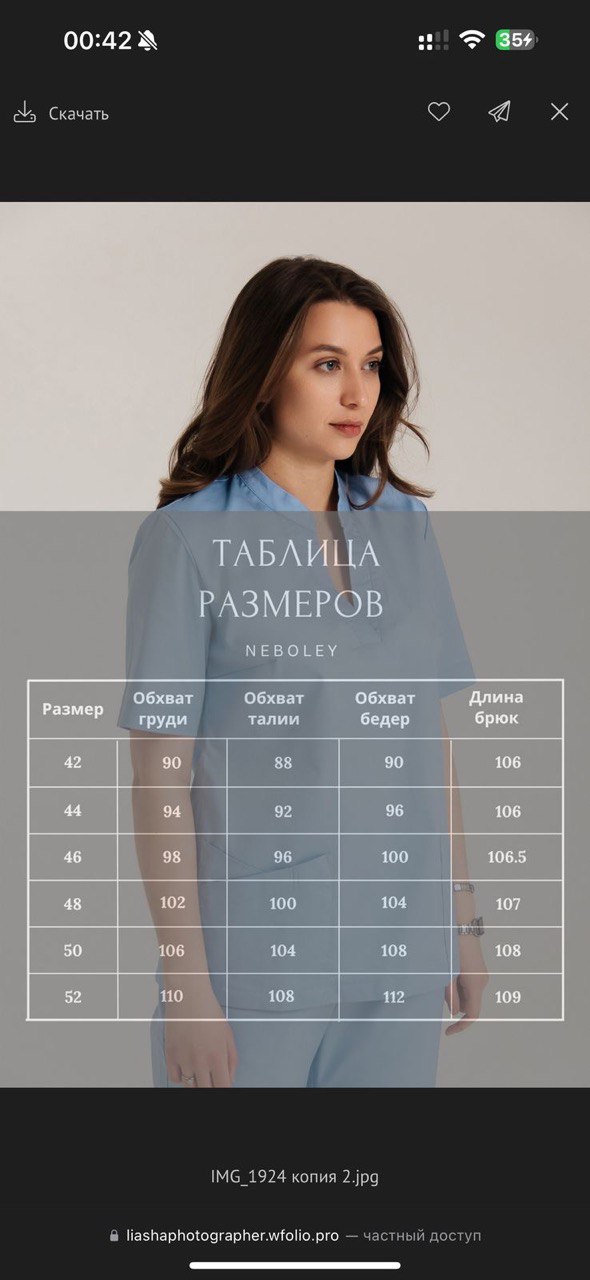 00:42
35
Скачать
ТАБЛИЦА
РАЗМЕРОВ
NEBOLEY
Размер Обхват груди Обхват талии Обхват бедер Длина брюк
42 90 88 90 106
44 94 92 96 106
46 98 96 100 106.5
48 102 100 104 107
50 106 104 108 108
52 110 108 112 109
IMG_1924 копия 2.jpg
liashaphotographer.wfolio.pro — частный доступ